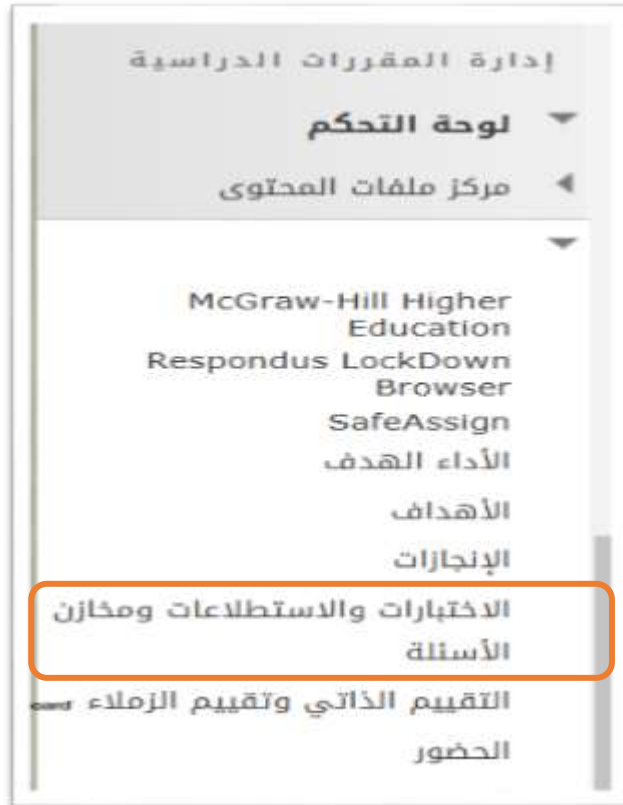 إدارة المقررات الدراسية
لوحة التحكم
مركز ملفات المحتوى
McGraw-Hill Higher
Education
Respondus LockDown
Browser
SafeAssign
الأداء الهدف
الأهداف
الإنجازات
الاختبارات والاستطلاعات ومخازن
الأسئلة
التقييم الذاتي وتقييم الزملاء
الحضور